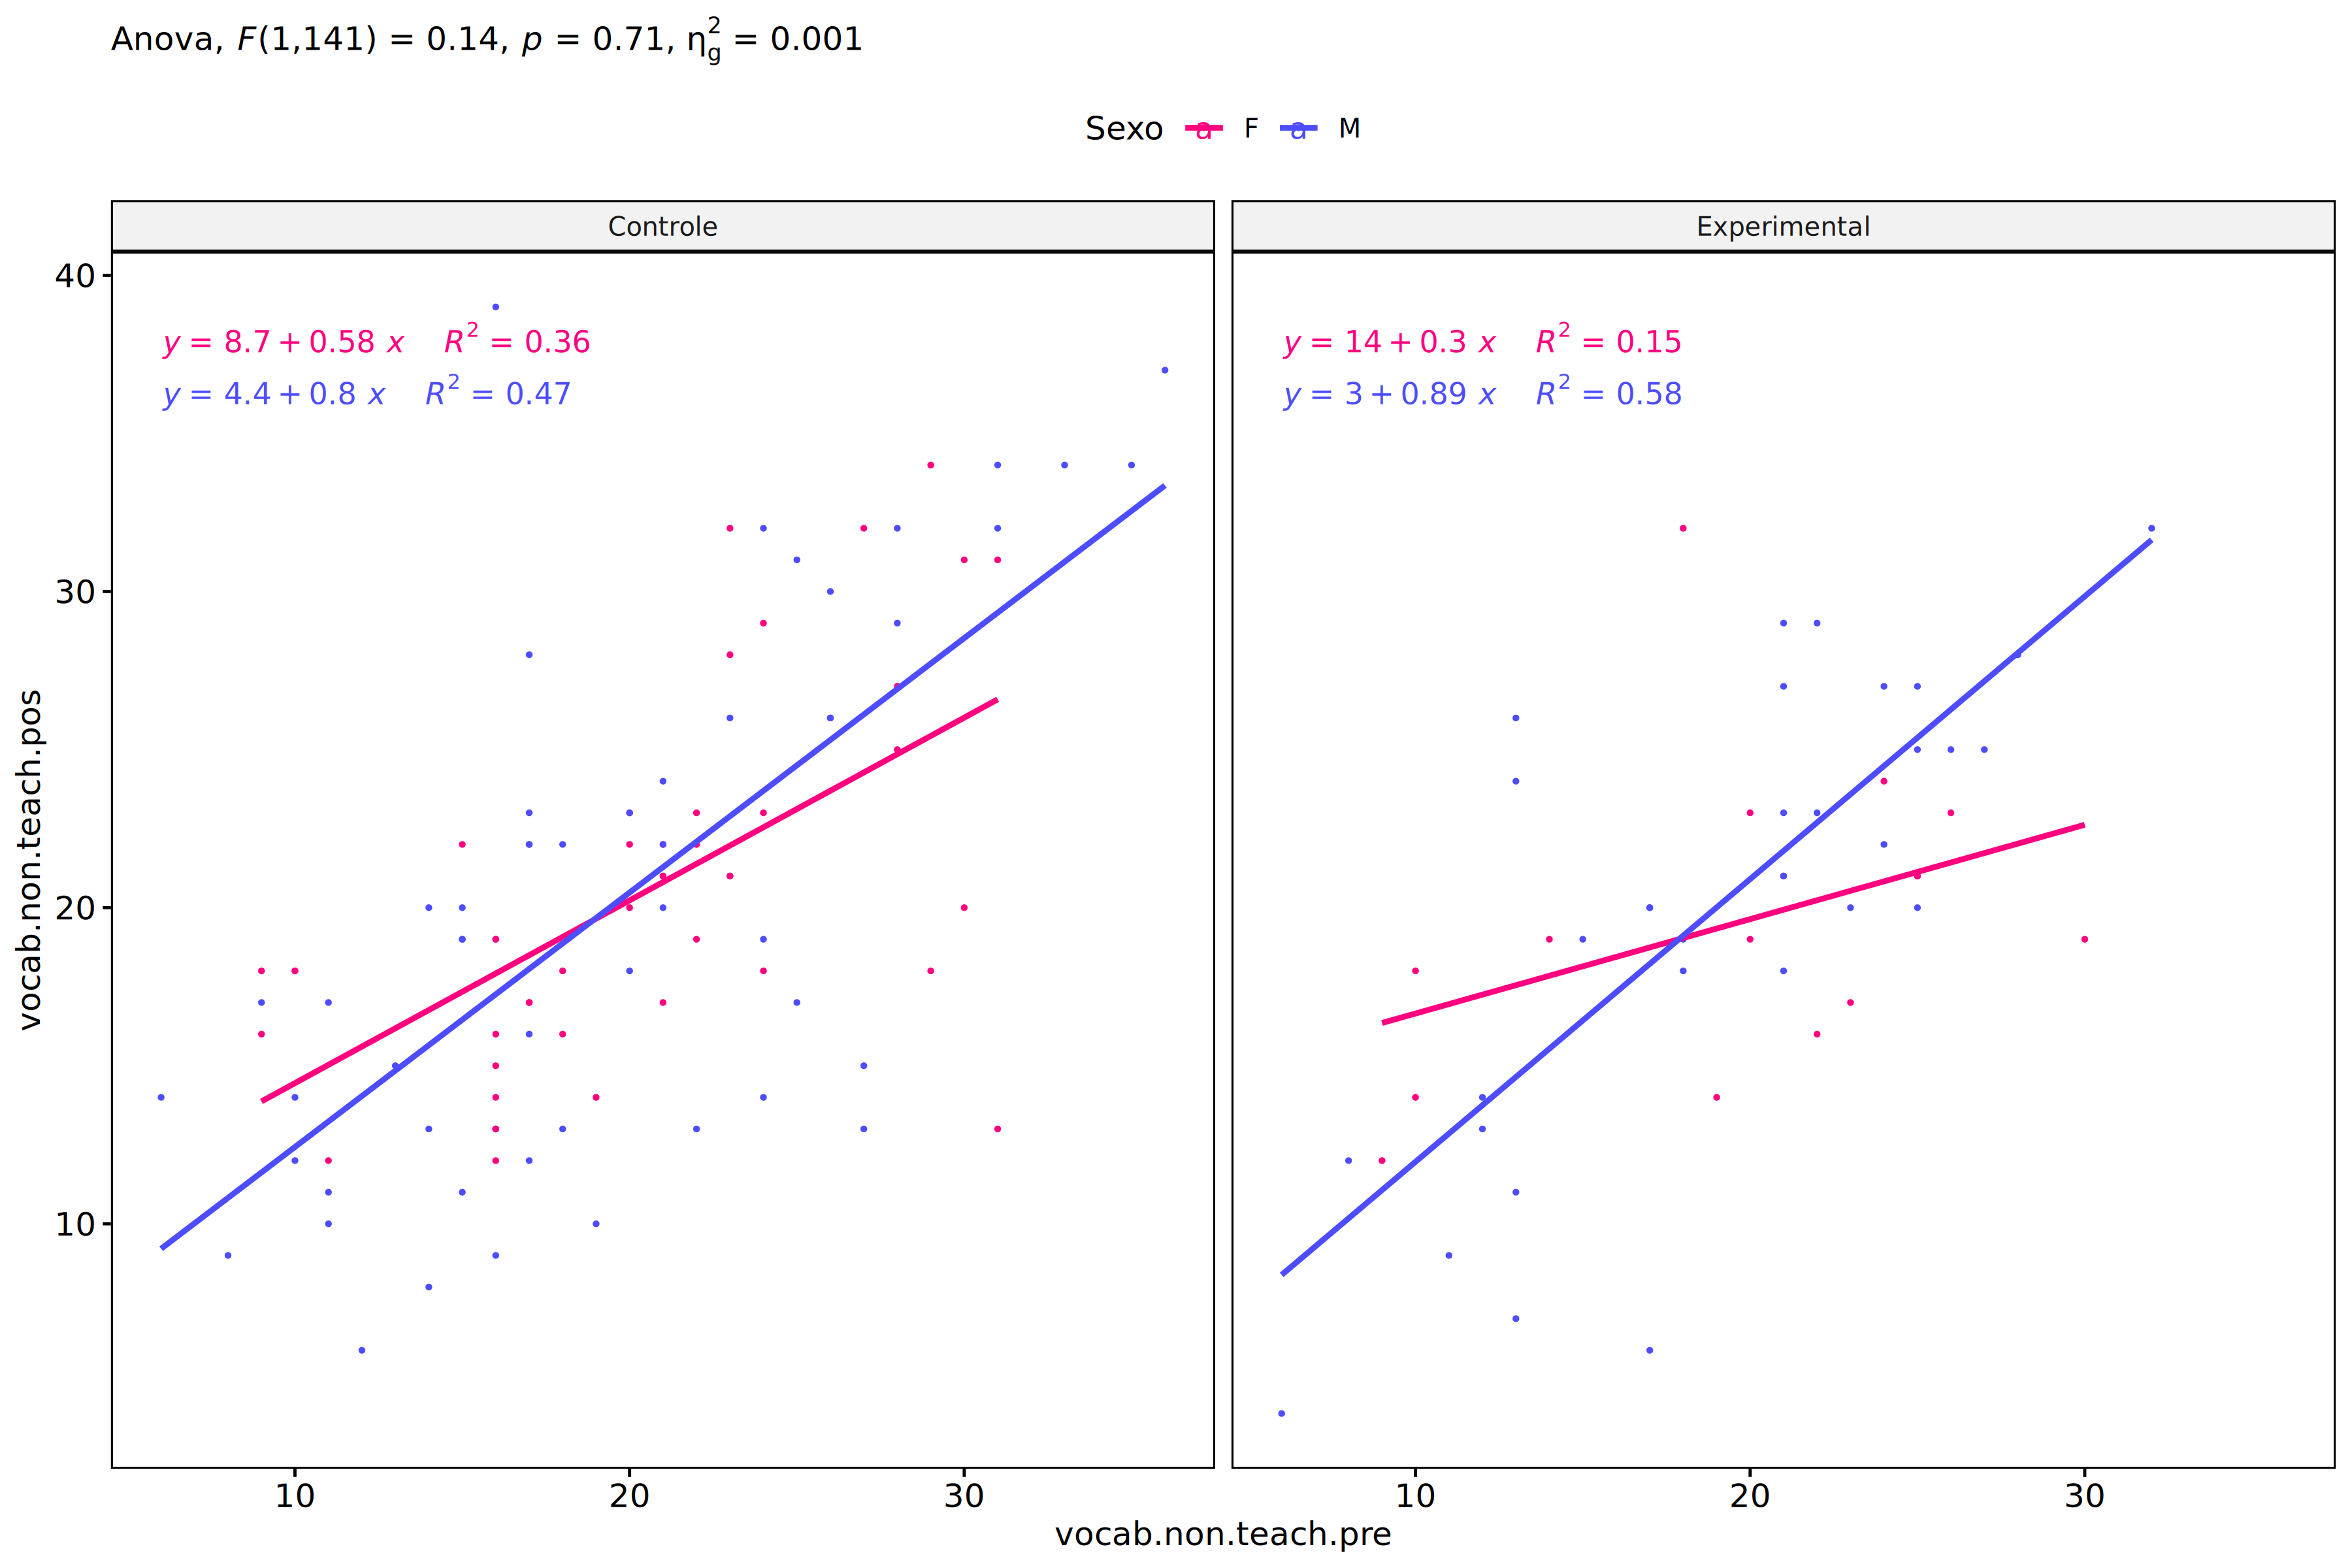 Anova, F(1,141) = 0.14, p = 0.71, η²g = 0.001
Sexo a F a M
Controle
Experimental
y = 8.7 + 0.58 x R² = 0.36
y = 4.4 + 0.8 x R² = 0.47
y = 14 + 0.3 x R² = 0.15
y = 3 + 0.89 x R² = 0.58
vocab.non.teach.pos
40
30
20
10
10 20 30
10 20 30
vocab.non.teach.pre